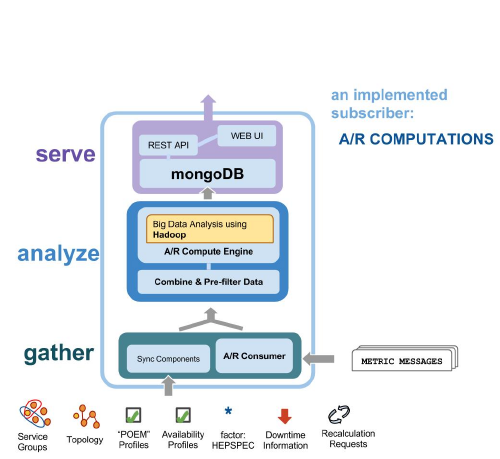 an implemented
subscriber:
A/R COMPUTATIONS
serve
WEB UI
REST API
mongoDB
analyze
Big Data Analysis using
Hadoop
A/R Compute Engine
Combine & Pre-filter Data
gather
Sync Components
A/R Consumer
METRIC MESSAGES
Service
Groups
Topology
"POEM"
Profiles
Availability
Profiles
*
factor:
HEPSPEC
Downtime
Information
Recalculation
Requests